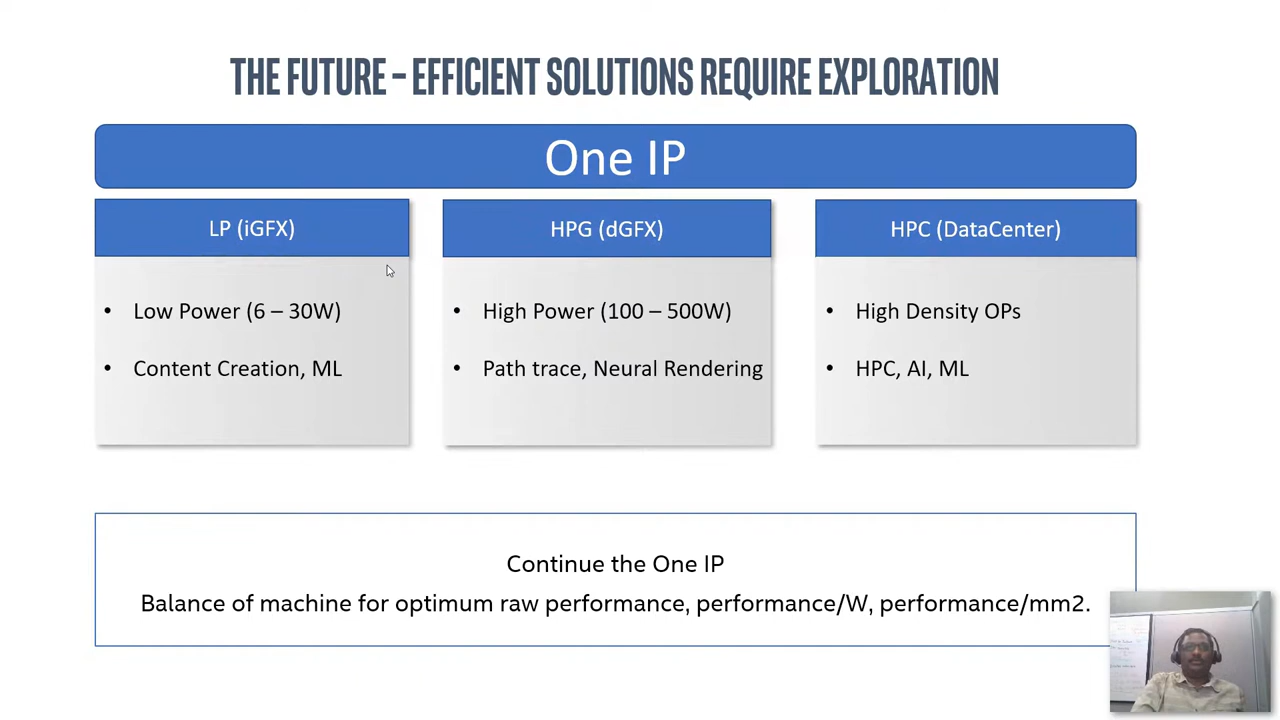 THE FUTURE – EFFICIENT SOLUTIONS REQUIRE EXPLORATION
One IP
LP (iGFX)
• Low Power (6 – 30W)
• Content Creation, ML
HPG (dGFX)
• High Power (100 – 500W)
• Path trace, Neural Rendering
HPC (DataCenter)
• High Density OPs
• HPC, AI, ML
Continue the One IP
Balance of machine for optimum raw performance, performance/W, performance/mm2.